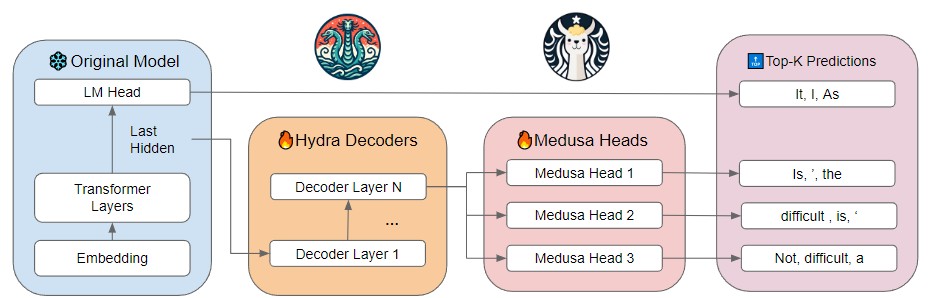 Original Model
LM Head
Last
Hidden
Transformer
Layers
Embedding
Hydra Decoders
Decoder Layer N
...
Decoder Layer 1
Medusa Heads
Medusa Head 1
Medusa Head 2
Medusa Head 3
TOP
Top-K Predictions
It, I, As
Is, ’, the
difficult , is, ‘
Not, difficult, a